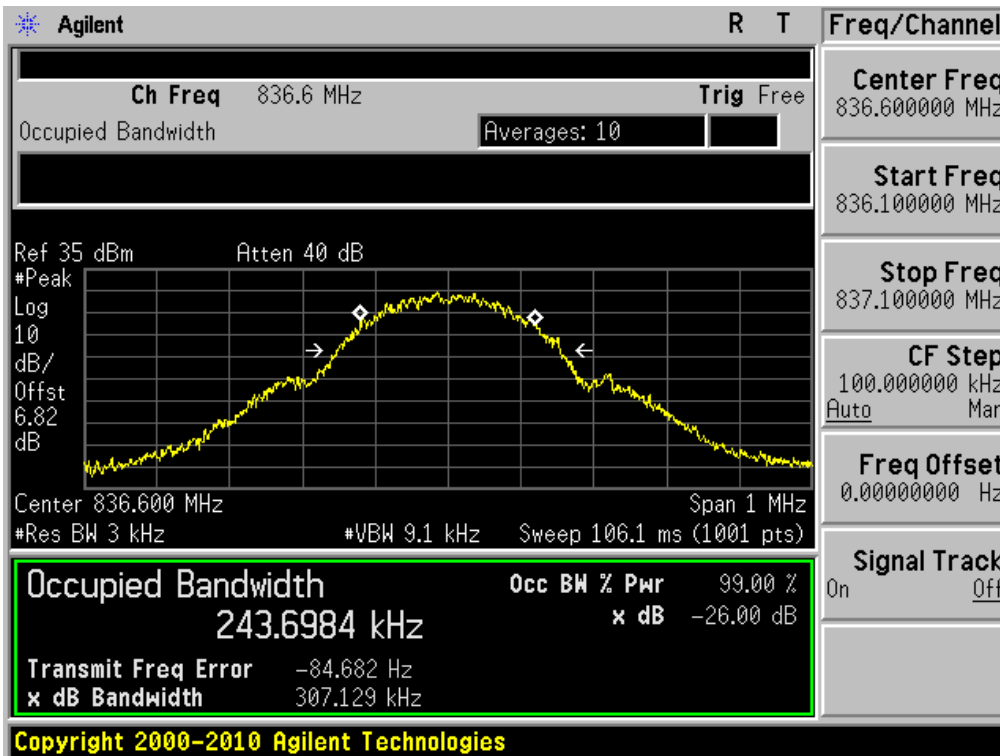 Agilent R T Freq/Channel
Ch Freq 836.6 MHz Trig Free
Occupied Bandwidth Averages: 10
Center Freq
836.600000 MHz
Start Freq
836.100000 MHz
Stop Freq
837.100000 MHz
CF Step
100.000000 kHz
Auto Man
Freq Offset
0.00000000 Hz
Signal Track
On Off
Ref 35 dBm Atten 40 dB
#Peak
Log
10
dB/
Offst
6.82
dB
Center 836.600 MHz Span 1 MHz
#Res BW 3 kHz #VBW 9.1 kHz Sweep 106.1 ms (1001 pts)
Occupied Bandwidth Occ BW % Pwr 99.00 %
243.6984 kHz x dB -26.00 dB
Transmit Freq Error -84.682 Hz
x dB Bandwidth 307.129 kHz
Copyright 2000-2010 Agilent Technologies